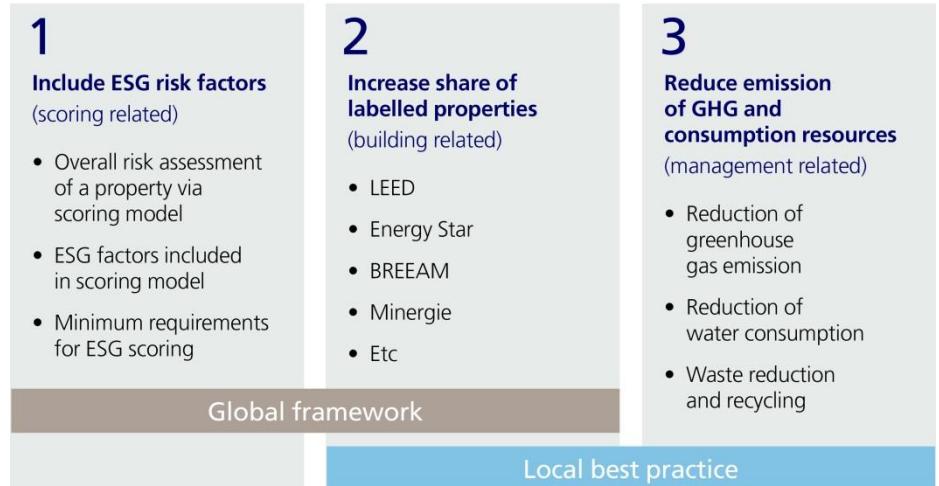 1
Include ESG risk factors
(scoring related)
• Overall risk assessment
of a property via
scoring model
• ESG factors included
in scoring model
• Minimum requirements
for ESG scoring
2
Increase share of
labelled properties
(building related)
• LEED
• Energy Star
• BREEAM
• Minergie
• Etc
3
Reduce emission
of GHG and
consumption resources
(management related)
• Reduction of
greenhouse
gas emission
• Reduction of
water consumption
• Waste reduction
and recycling
Global framework
Local best practice